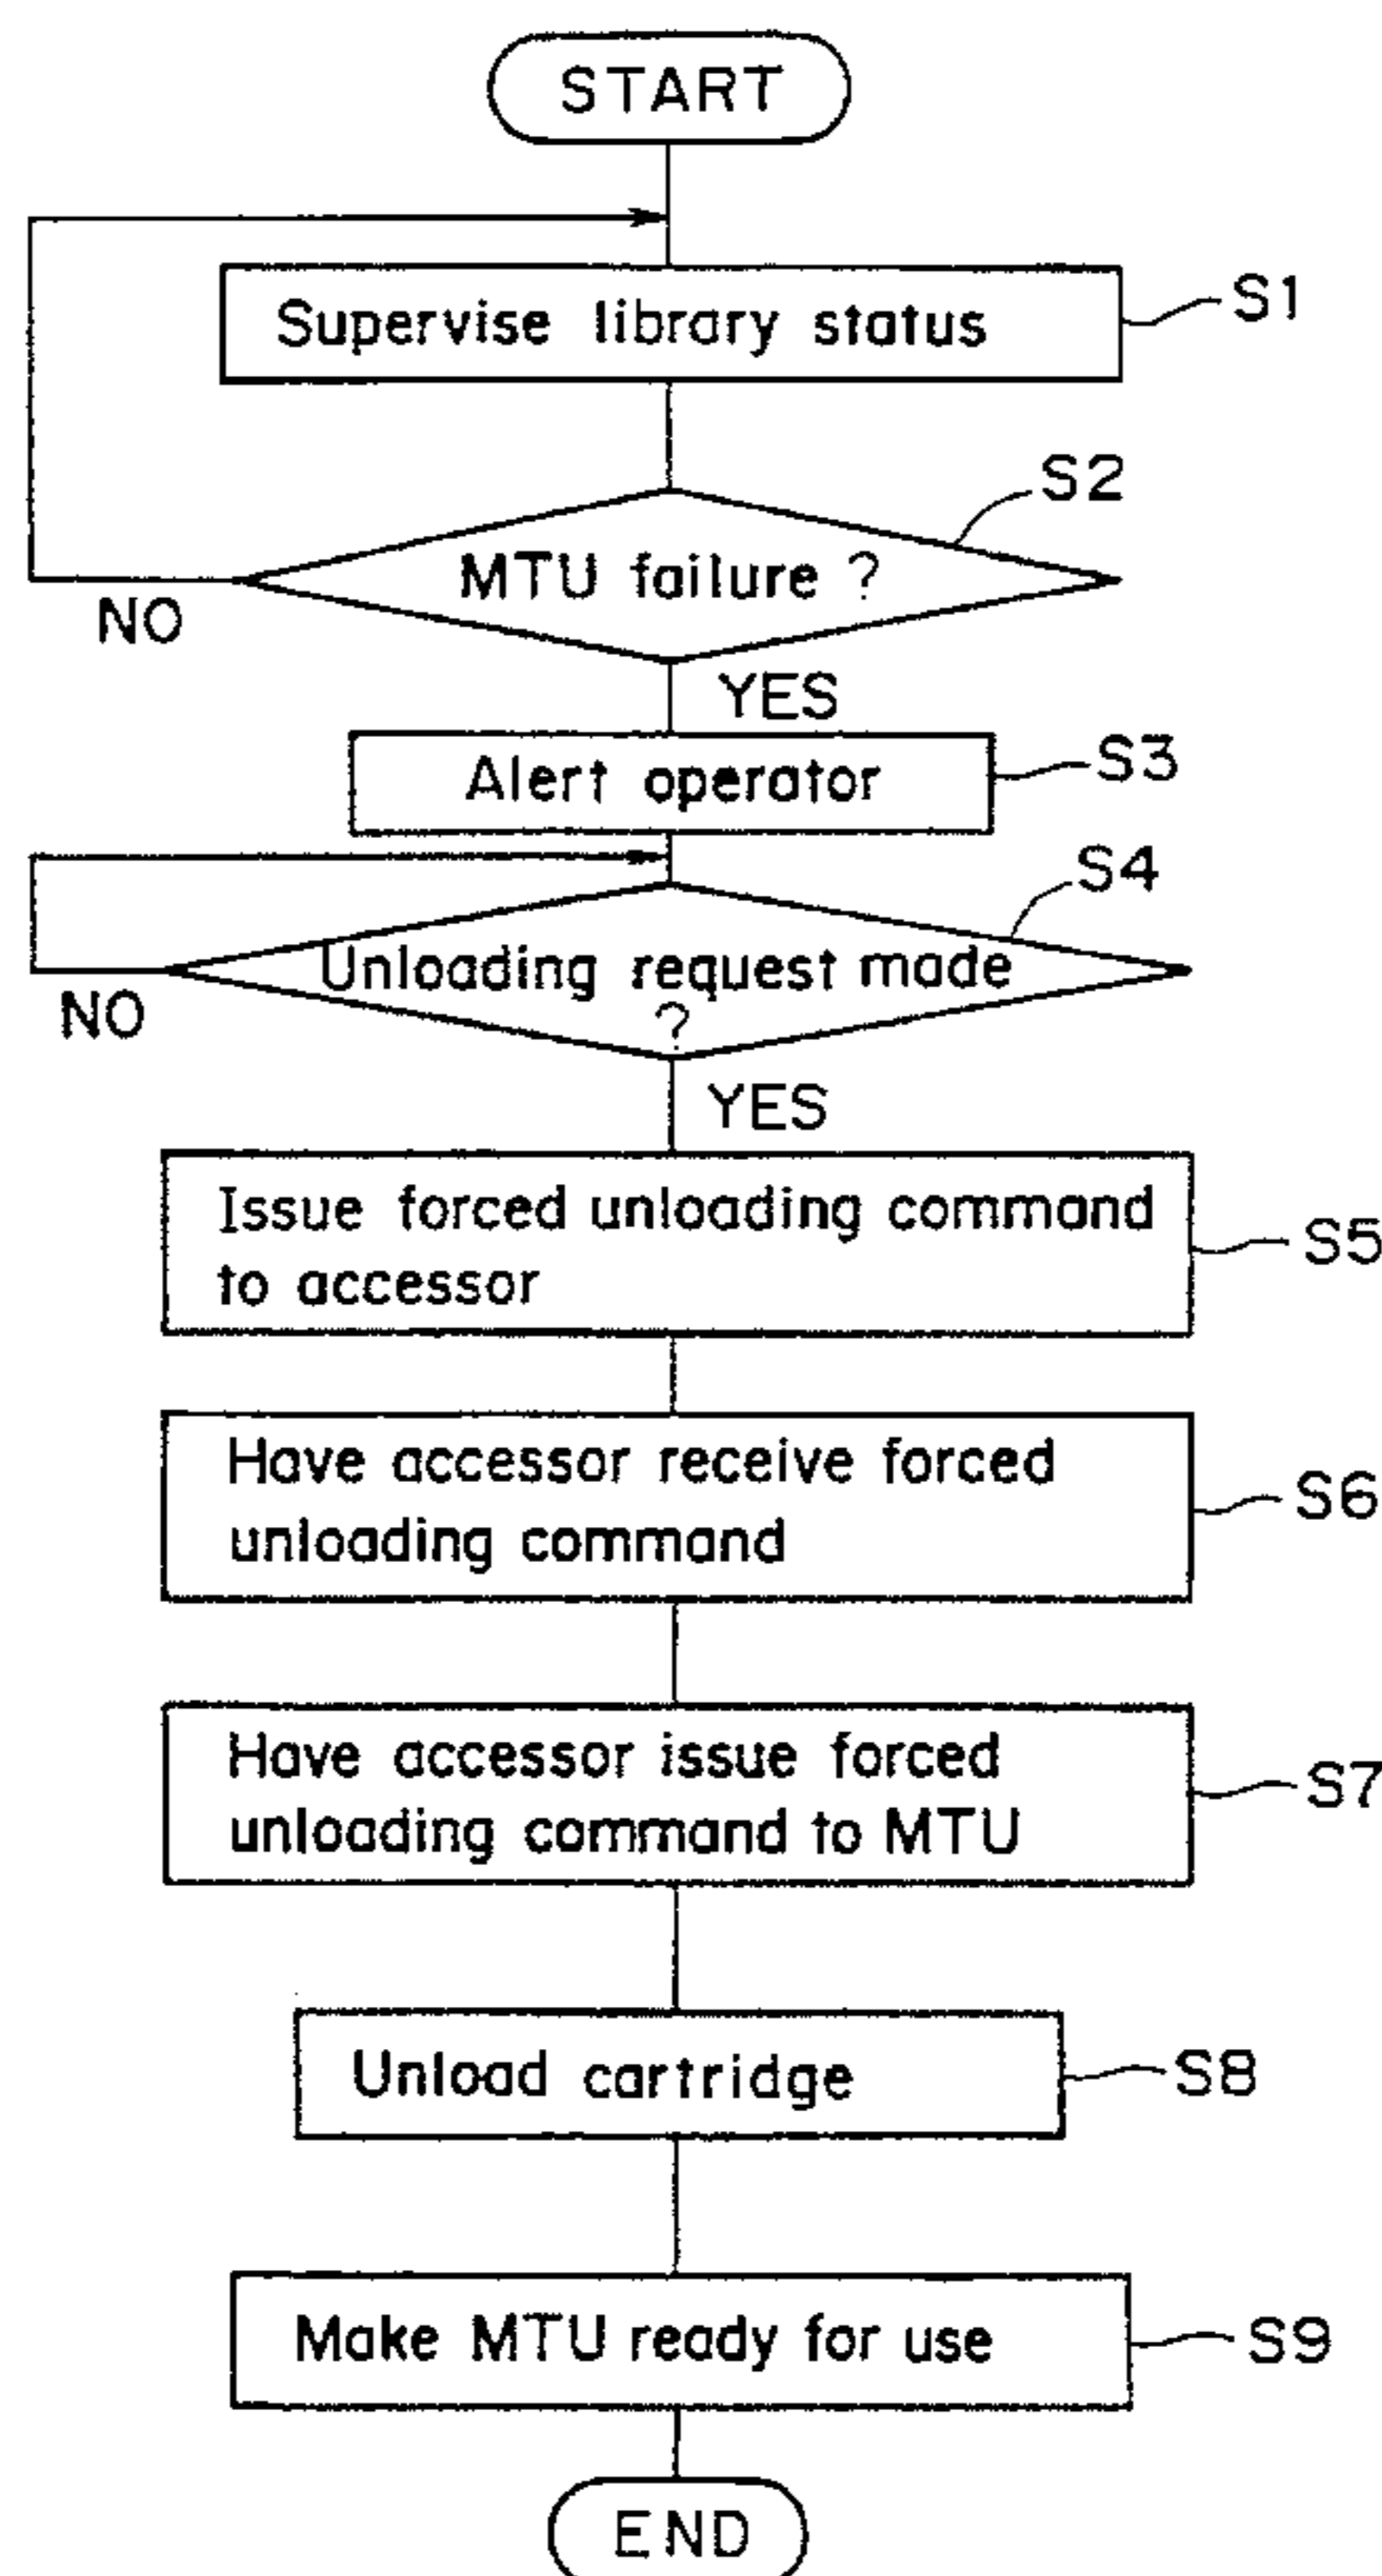 START
Supervise library status
S1
S2
MTU failure ?
NO
YES
Alert operator
S3
S4
Unloading request made
?
NO
YES
Issue forced unloading command
to accessor
S5
Have accessor receive forced
unloading command
S6
Have accessor issue forced
unloading command to MTU
S7
Unload cartridge
S8
Make MTU ready for use
S9
END